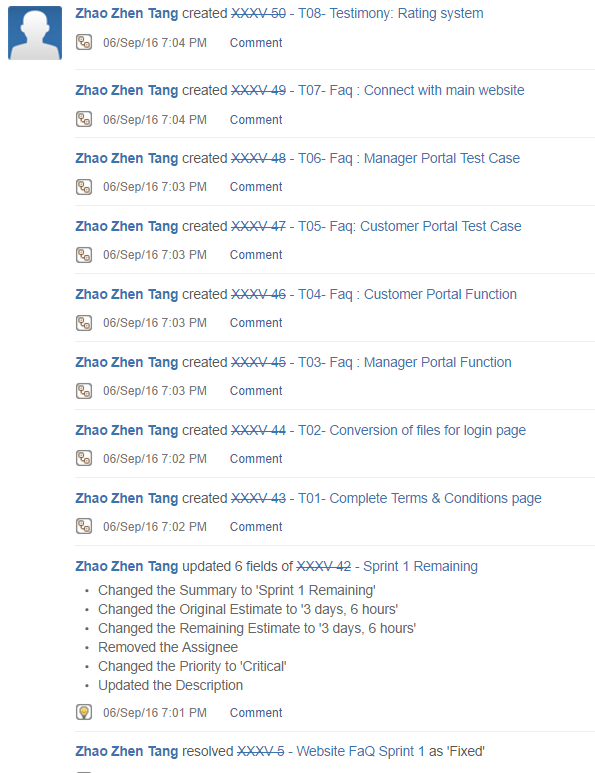 Zhao Zhen Tang created XXXV-50 - T08- Testimony: Rating system
06/Sep/16 7:04 PM Comment
Zhao Zhen Tang created XXXV-49 - T07- Faq : Connect with main website
06/Sep/16 7:04 PM Comment
Zhao Zhen Tang created XXXV-48 - T06- Faq : Manager Portal Test Case
06/Sep/16 7:03 PM Comment
Zhao Zhen Tang created XXXV-47 - T05- Faq: Customer Portal Test Case
06/Sep/16 7:03 PM Comment
Zhao Zhen Tang created XXXV-46 - T04- Faq : Customer Portal Function
06/Sep/16 7:03 PM Comment
Zhao Zhen Tang created XXXV-45 - T03- Faq : Manager Portal Function
06/Sep/16 7:03 PM Comment
Zhao Zhen Tang created XXXV-44 - T02- Conversion of files for login page
06/Sep/16 7:02 PM Comment
Zhao Zhen Tang created XXXV-43 - T01- Complete Terms & Conditions page
06/Sep/16 7:02 PM Comment
Zhao Zhen Tang updated 6 fields of XXXV-42 - Sprint 1 Remaining
• Changed the Summary to 'Sprint 1 Remaining'
• Changed the Original Estimate to '3 days, 6 hours'
• Changed the Remaining Estimate to '3 days, 6 hours'
• Removed the Assignee
• Changed the Priority to 'Critical'
• Updated the Description
06/Sep/16 7:01 PM Comment
Zhao Zhen Tang resolved XXXV-5 - Website FaQ Sprint 1 as 'Fixed'